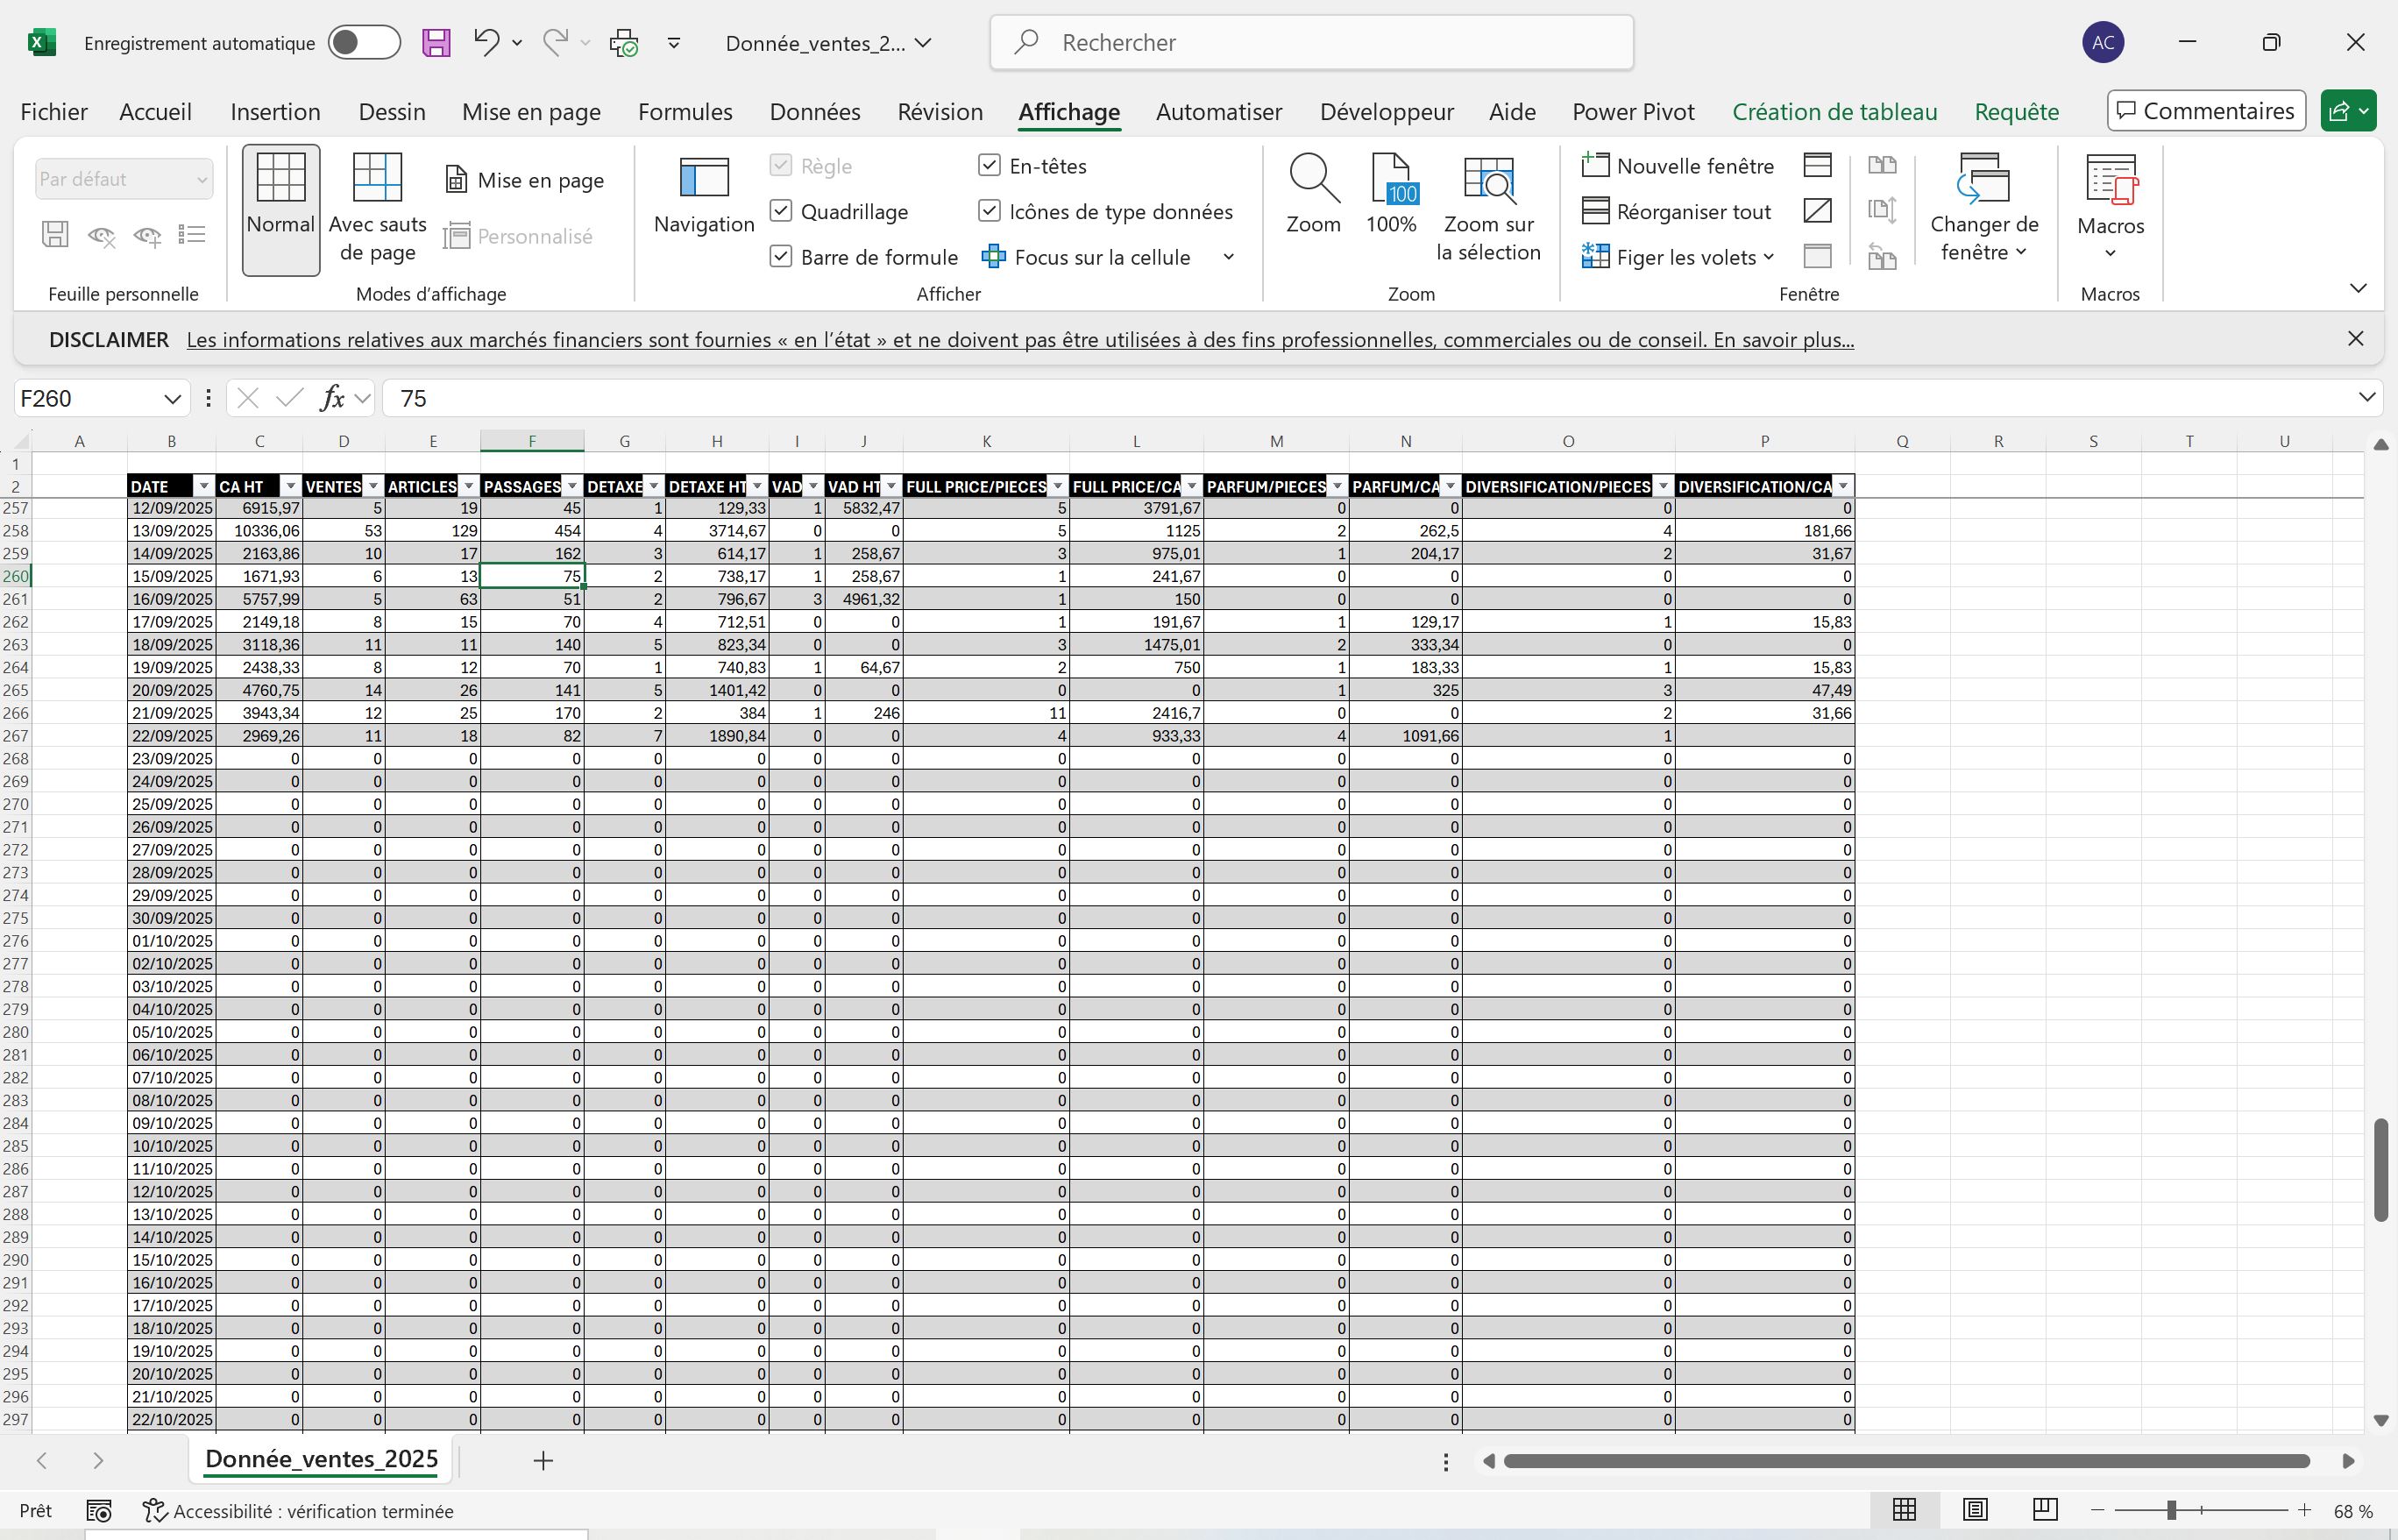 Enregistrement automatique Donnée_ventes_2... Rechercher AC
Fichier Accueil Insertion Dessin Mise en page Formules Données Révision Affichage Automatiser Développeur Aide Power Pivot Création de tableau Requête Commentaires
Par défaut Normal Avec sauts de page Mise en page Personnalisé Navigation Règle Quadrillage Barre de formule En-têtes Icônes de type données Focus sur la cellule Zoom 100 100% Zoom sur la sélection Nouvelle fenêtre Réorganiser tout Figer les volets Changer de fenêtre Macros
Feuille personnelle Modes d'affichage Afficher Zoom Fenêtre Macros
DISCLAIMER Les informations relatives aux marchés financiers sont fournies « en l'état » et ne doivent pas être utilisées à des fins professionnelles, commerciales ou de conseil. En savoir plus...
F260 fx 75
A B C D E F G H I J K L M N O P Q R S T U
1
2 DATE CA HT VENTES ARTICLES PASSAGES DETAXE DETAXE HT VAD VAD HT FULL PRICE/PIECES FULL PRICE/CA PARFUM/PIECES PARFUM/CA DIVERSIFICATION/PIECES DIVERSIFICATION/CA
257 12/09/2025 6915,97 5 19 45 1 129,33 1 5832,47 5 3791,67 0 0 0 0
258 13/09/2025 10336,06 53 129 454 4 3714,67 0 0 5 1125 2 262,5 4 181,66
259 14/09/2025 2163,86 10 17 162 3 614,17 1 258,67 3 975,01 1 204,17 2 31,67
260 15/09/2025 1671,93 6 13 75 2 738,17 1 258,67 1 241,67 0 0 0 0
261 16/09/2025 5757,99 5 63 51 2 796,67 3 4961,32 1 150 0 0 0 0
262 17/09/2025 2149,18 8 15 70 4 712,51 0 0 1 191,67 1 129,17 1 15,83
263 18/09/2025 3118,36 11 11 140 5 823,34 0 0 3 1475,01 2 333,34 0 0
264 19/09/2025 2438,33 8 12 70 1 740,83 1 64,67 2 750 1 183,33 1 15,83
265 20/09/2025 4760,75 14 26 141 5 1401,42 0 0 0 0 1 325 3 47,49
266 21/09/2025 3943,34 12 25 170 2 384 1 246 11 2416,7 0 0 2 31,66
267 22/09/2025 2969,26 11 18 82 7 1890,84 0 0 4 933,33 4 1091,66 1
268 23/09/2025 0 0 0 0 0 0 0 0 0 0 0 0 0 0
269 24/09/2025 0 0 0 0 0 0 0 0 0 0 0 0 0 0
270 25/09/2025 0 0 0 0 0 0 0 0 0 0 0 0 0 0
271 26/09/2025 0 0 0 0 0 0 0 0 0 0 0 0 0 0
272 27/09/2025 0 0 0 0 0 0 0 0 0 0 0 0 0 0
273 28/09/2025 0 0 0 0 0 0 0 0 0 0 0 0 0 0
274 29/09/2025 0 0 0 0 0 0 0 0 0 0 0 0 0 0
275 30/09/2025 0 0 0 0 0 0 0 0 0 0 0 0 0 0
276 01/10/2025 0 0 0 0 0 0 0 0 0 0 0 0 0 0
277 02/10/2025 0 0 0 0 0 0 0 0 0 0 0 0 0 0
278 03/10/2025 0 0 0 0 0 0 0 0 0 0 0 0 0 0
279 04/10/2025 0 0 0 0 0 0 0 0 0 0 0 0 0 0
280 05/10/2025 0 0 0 0 0 0 0 0 0 0 0 0 0 0
281 06/10/2025 0 0 0 0 0 0 0 0 0 0 0 0 0 0
282 07/10/2025 0 0 0 0 0 0 0 0 0 0 0 0 0 0
283 08/10/2025 0 0 0 0 0 0 0 0 0 0 0 0 0 0
284 09/10/2025 0 0 0 0 0 0 0 0 0 0 0 0 0 0
285 10/10/2025 0 0 0 0 0 0 0 0 0 0 0 0 0 0
286 11/10/2025 0 0 0 0 0 0 0 0 0 0 0 0 0 0
287 12/10/2025 0 0 0 0 0 0 0 0 0 0 0 0 0 0
288 13/10/2025 0 0 0 0 0 0 0 0 0 0 0 0 0 0
289 14/10/2025 0 0 0 0 0 0 0 0 0 0 0 0 0 0
290 15/10/2025 0 0 0 0 0 0 0 0 0 0 0 0 0 0
291 16/10/2025 0 0 0 0 0 0 0 0 0 0 0 0 0 0
292 17/10/2025 0 0 0 0 0 0 0 0 0 0 0 0 0 0
293 18/10/2025 0 0 0 0 0 0 0 0 0 0 0 0 0 0
294 19/10/2025 0 0 0 0 0 0 0 0 0 0 0 0 0 0
295 20/10/2025 0 0 0 0 0 0 0 0 0 0 0 0 0 0
296 21/10/2025 0 0 0 0 0 0 0 0 0 0 0 0 0 0
297 22/10/2025 0 0 0 0 0 0 0 0 0 0 0 0 0 0
Donnée_ventes_2025
Prêt Accessibilité : vérification terminée 68 %